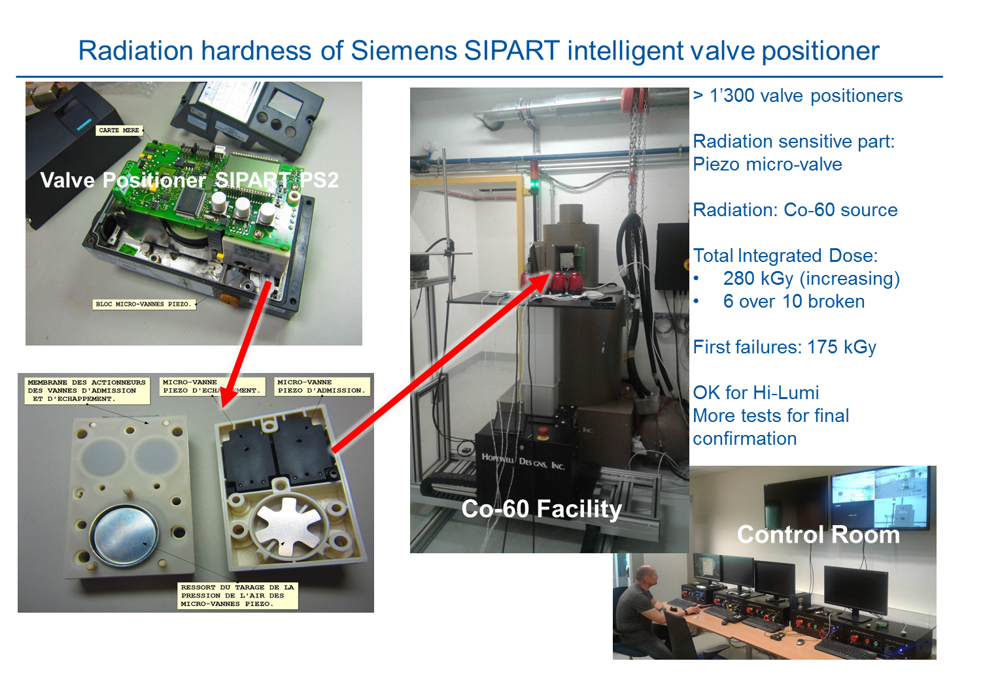 Radiation hardness of Siemens SIPART intelligent valve positioner
CARTE MERE
Valve Positioner SIPART PS2
BLOC MICRO-VANNES PIEZO.
MEMBRANE DES ACTIONNEURS
DES VANNES D'ADMISSION
ET D'ECHAPPEMENT.
MICRO-VANNE
PIEZO D'ECHAPPEMENT.
MICRO-VANNE
PIEZO D'ADMISSION.
RESSORT DU TARAGE DE LA
PRESSION DE L'AIR DES
MICRO-VANNES PIEZO.
HOPEWELL DESIGNS, INC.
INC.
Co-60 Facility
> 1’300 valve positioners
Radiation sensitive part:
Piezo micro-valve
Radiation: Co-60 source
Total Integrated Dose:
• 280 kGy (increasing)
• 6 over 10 broken
First failures: 175 kGy
OK for Hi-Lumi
More tests for final
confirmation
Control Room